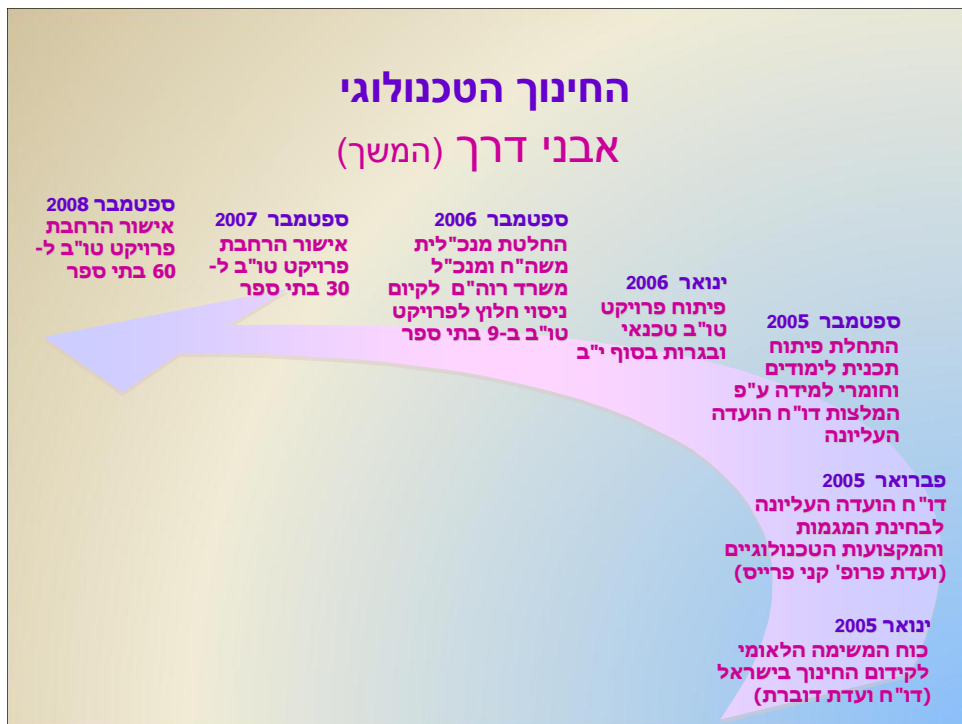 החינוך הטכנולוגי
אבני דרך (המשך)
ינואר 2005
כוח המשימה הלאומי
לקידום החינוך בישראל
(דו"ח ועדת דוברת)
פברואר 2005
דו"ח הועדה העליונה
לבחינת המגמות
והמקצועות הטכנולוגיים
(ועדת פרופ' קני פרייס)
ספטמבר 2005
התחלת פיתוח
תכנית לימודים
וחומרי למידה ע"פ
המלצות דו"ח הועדה
העליונה
ינואר 2006
פיתוח פרויקט
טו"ב טכנאי
ובגרות בסוף י"ב
ספטמבר 2006
החלטת מנכ"לית
משה"ח ומנכ"ל
משרד רוה"ם לקיום
ניסוי חלוץ לפרויקט
טו"ב ב-9 בתי ספר
ספטמבר 2007
אישור הרחבת
פרויקט טו"ב ל-
30 בתי ספר
ספטמבר 2008
אישור הרחבת
פרויקט טו"ב ל-
60 בתי ספר